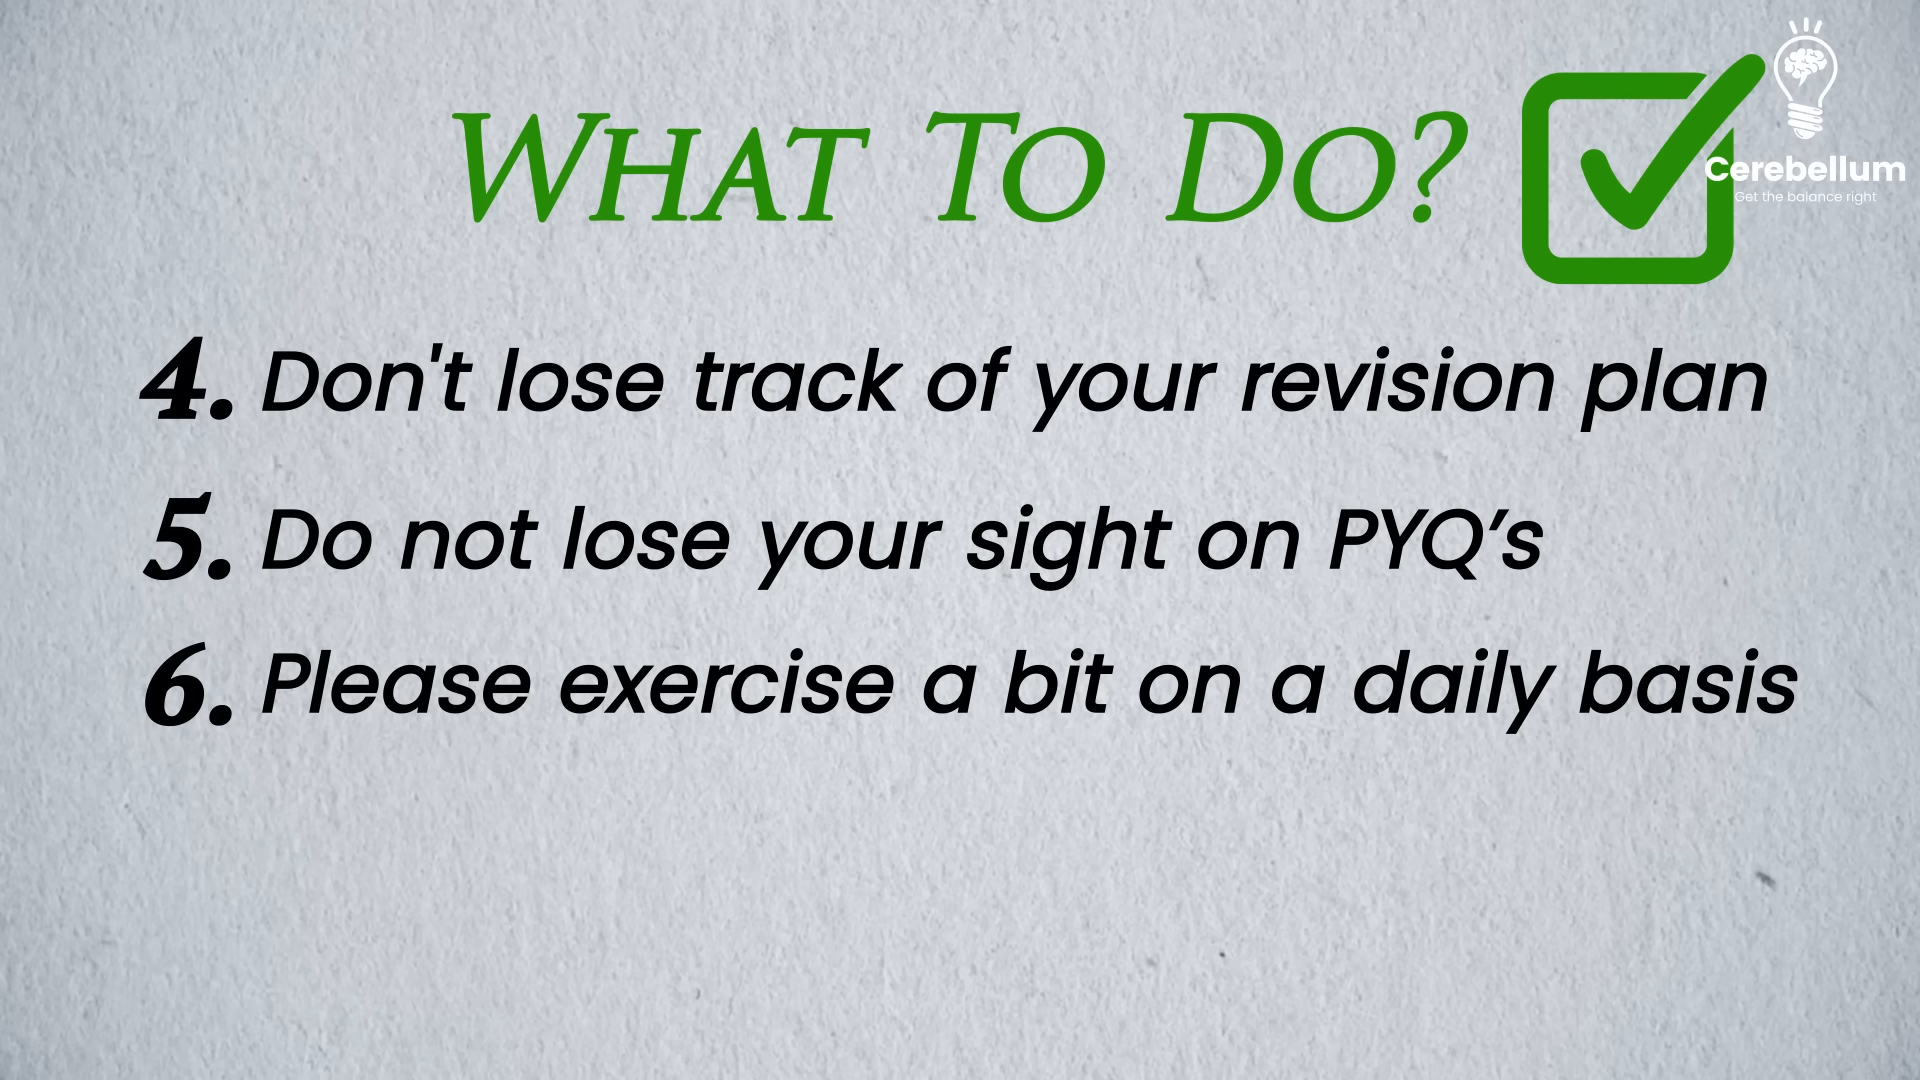 What To Do?
Cerebellum
Get the balance right
4. Don't lose track of your revision plan
5. Do not lose your sight on PYQ’s
6. Please exercise a bit on a daily basis